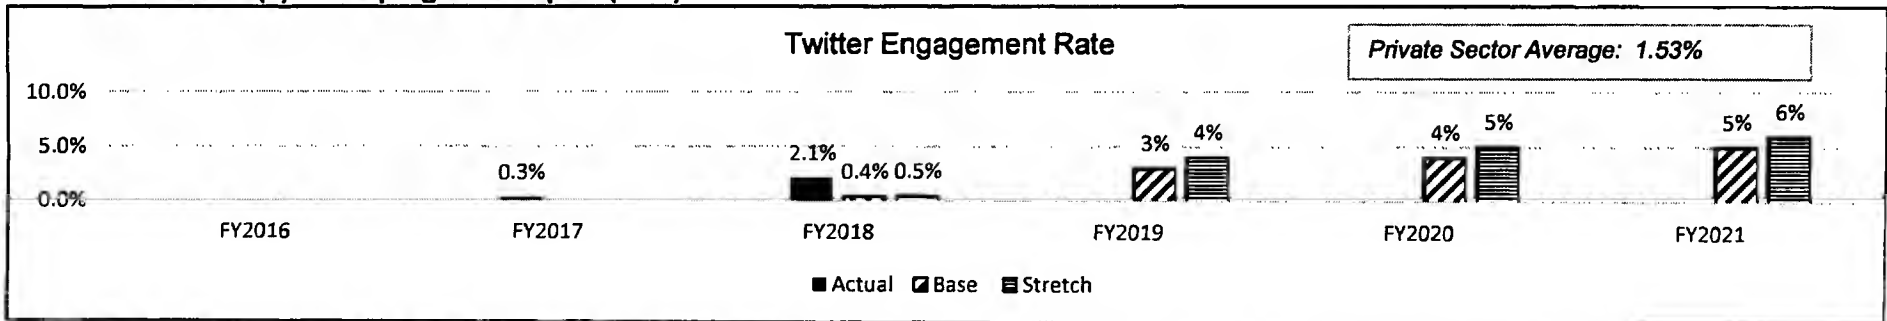 Twitter Engagement Rate
Private Sector Average: 1.53%
10.0%
5.0%
0.0%
0.3%
2.1%
0.4% 0.5%
3%
4%
4%
5%
5%
6%
FY2016
FY2017
FY2018
FY2019
FY2020
FY2021
Actual
Base
Stretch